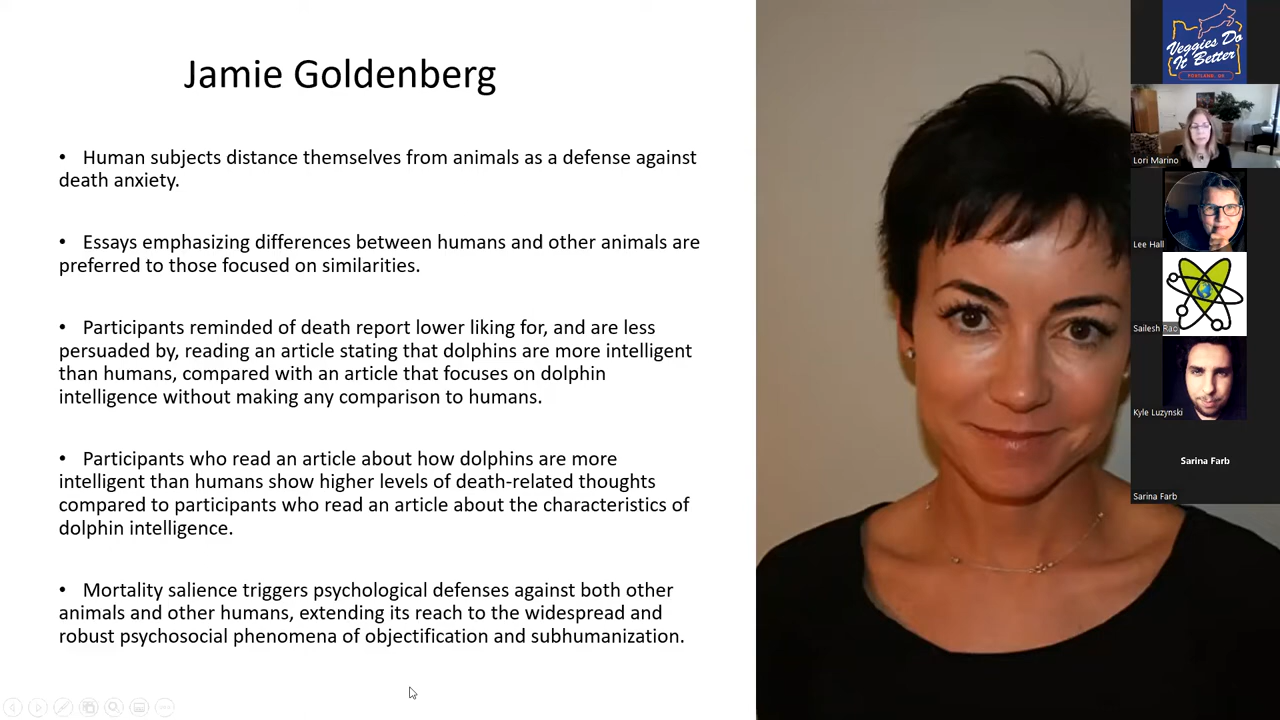 Jamie Goldenberg
• Human subjects distance themselves from animals as a defense against
death anxiety.
• Essays emphasizing differences between humans and other animals are
preferred to those focused on similarities.
• Participants reminded of death report lower liking for, and are less
persuaded by, reading an article stating that dolphins are more intelligent
than humans, compared with an article that focuses on dolphin
intelligence without making any comparison to humans.
• Participants who read an article about how dolphins are more
intelligent than humans show higher levels of death-related thoughts
compared to participants who read an article about the characteristics of
dolphin intelligence.
• Mortality salience triggers psychological defenses against both other
animals and other humans, extending its reach to the widespread and
robust psychosocial phenomena of objectification and subhumanization.
Veggies Do
It Better
PORTLAND, OR
Lori Marino
Lee Hall
Sailesh Rao
Kyle Luzynski
Sarina Farb
Sarina Farb